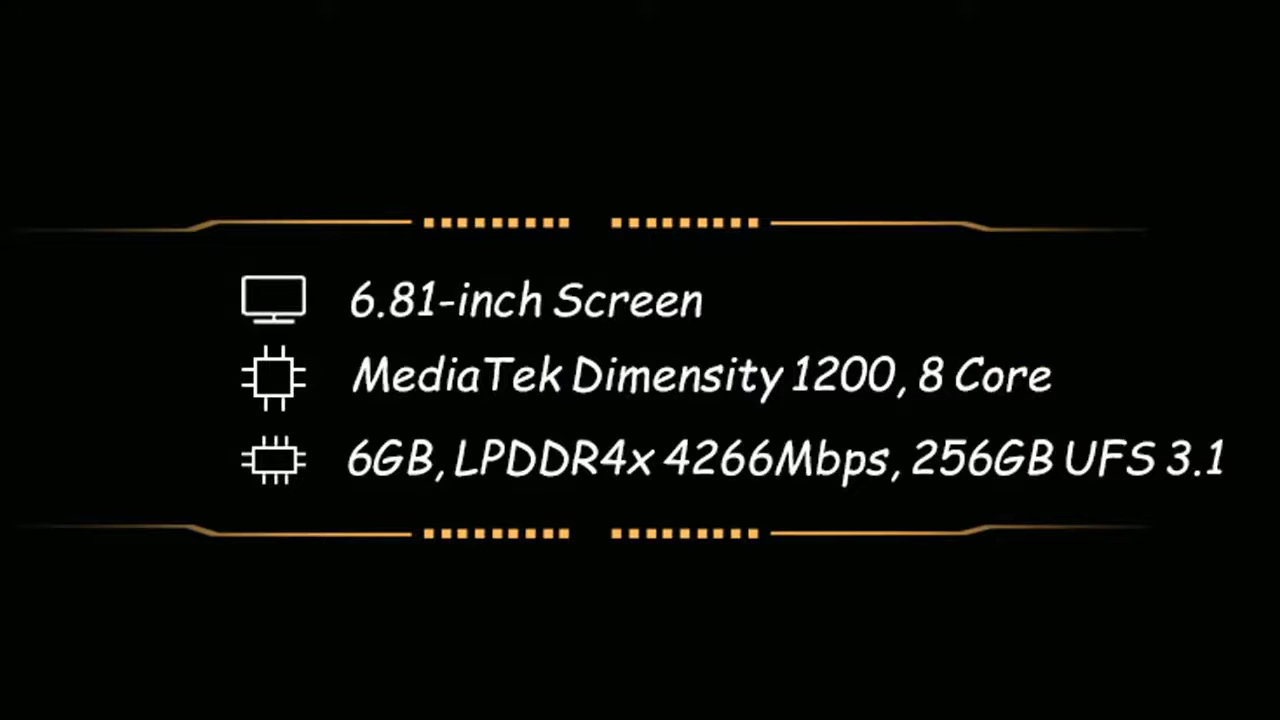 6.81-inch Screen
MediaTek Dimensity 1200, 8 Core
6GB, LPDDR4x 4266Mbps, 256GB UFS 3.1